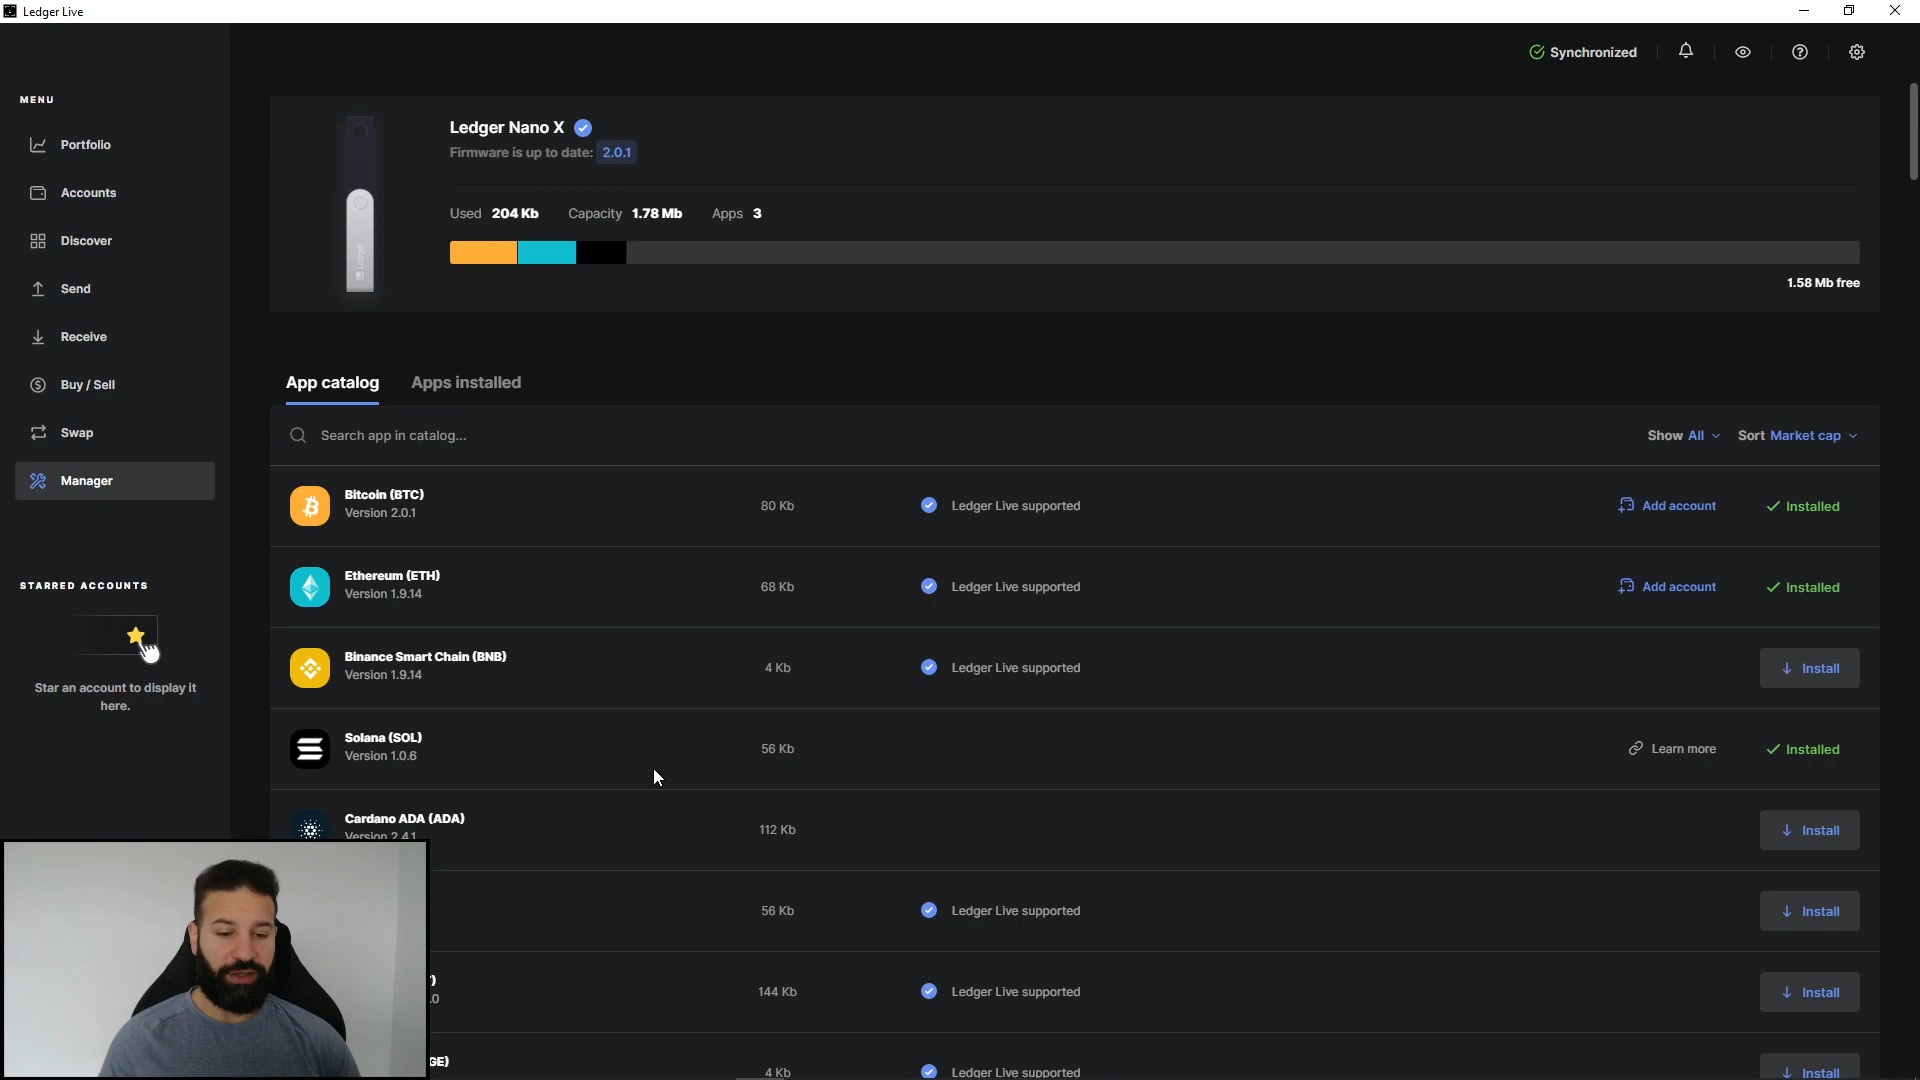 Ledger Live
Synchronized
MENU
Portfolio
Accounts
Discover
Send
Receive
Buy / Sell
Swap
Manager
STARRED ACCOUNTS
Star an account to display it
here.
Ledger Nano X
Firmware is up to date: 2.0.1
Used 204 Kb Capacity 1.78 Mb Apps 3
Ledger
1.58 Mb free
App catalog Apps installed
Search app in catalog...
Show All Sort Market cap
Bitcoin (BTC)
Version 2.0.1
80 Kb Ledger Live supported Add account Installed
Ethereum (ETH)
Version 1.9.14
68 Kb Ledger Live supported Add account Installed
Binance Smart Chain (BNB)
Version 1.9.14
4 Kb Ledger Live supported Install
Solana (SOL)
Version 1.0.6
56 Kb Learn more Installed
Cardano ADA (ADA)
Version 2.4.1
112 Kb Install
56 Kb Ledger Live supported Install
)
.0
144 Kb Ledger Live supported Install
GE)
4 Kb Ledger Live supported Install